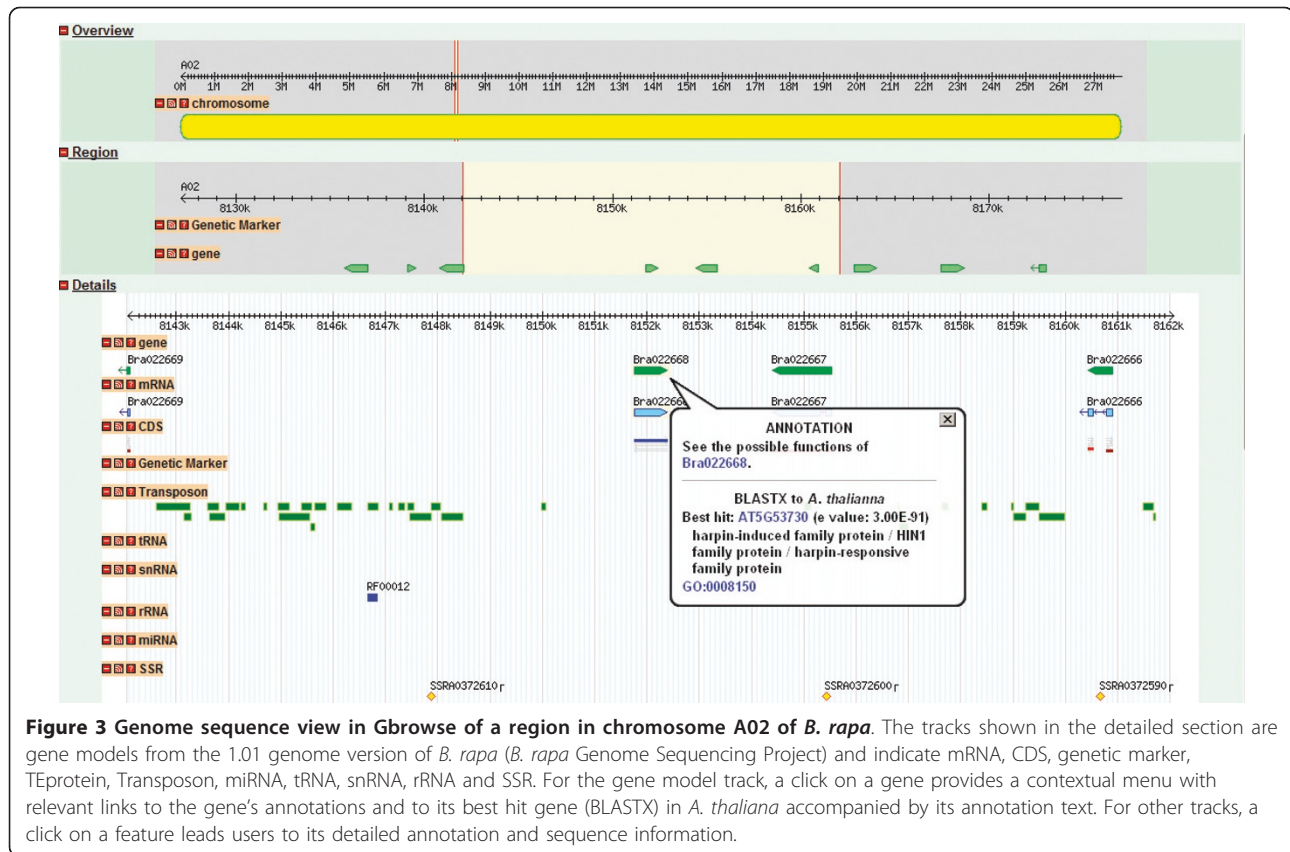 Overview
A02
0M 1M 2M 3M 4M 5M 6M 7M 8M 9M 10M 11M 12M 13M 14M 15M 16M 17M 18M 19M 20M 21M 22M 23M 24M 25M 26M 27M
chromosome
Region
A02
8130k 8140k 8150k 8160k 8170k
Genetic Marker
gene
Details
8143k 8144k 8145k 8146k 8147k 8148k 8149k 8150k 8151k 8152k 8153k 8154k 8155k 8156k 8157k 8158k 8159k 8160k 8161k 8162k
gene
Bra022669 Bra022668 Bra022667 Bra022666
mRNA
Bra022669 Bra022668 Bra022667 Bra022666
CDS
ANNOTATION
See the possible functions of
Bra022668.
BLASTX to A. thalianna
Best hit: AT5G53730 (e value: 3.00E-91)
harpin-induced family protein / HIN1
family protein / harpin-responsive
family protein
GO:0008150
Genetic Marker
Transposon
tRNA
snRNA
RF00012
rRNA
miRNA
SSR
SSRA0372610 SSRA0372600 SSRA0372590
Figure 3 Genome sequence view in Gbrowse of a region in chromosome A02 of B. rapa. The tracks shown in the detailed section are
gene models from the 1.01 genome version of B. rapa (B. rapa Genome Sequencing Project) and indicate mRNA, CDS, genetic marker,
TEprotein, Transposon, miRNA, tRNA, snRNA, rRNA and SSR. For the gene model track, a click on a gene provides a contextual menu with
relevant links to the gene's annotations and to its best hit gene (BLASTX) in A. thaliana accompanied by its annotation text. For other tracks, a
click on a feature leads users to its detailed annotation and sequence information.